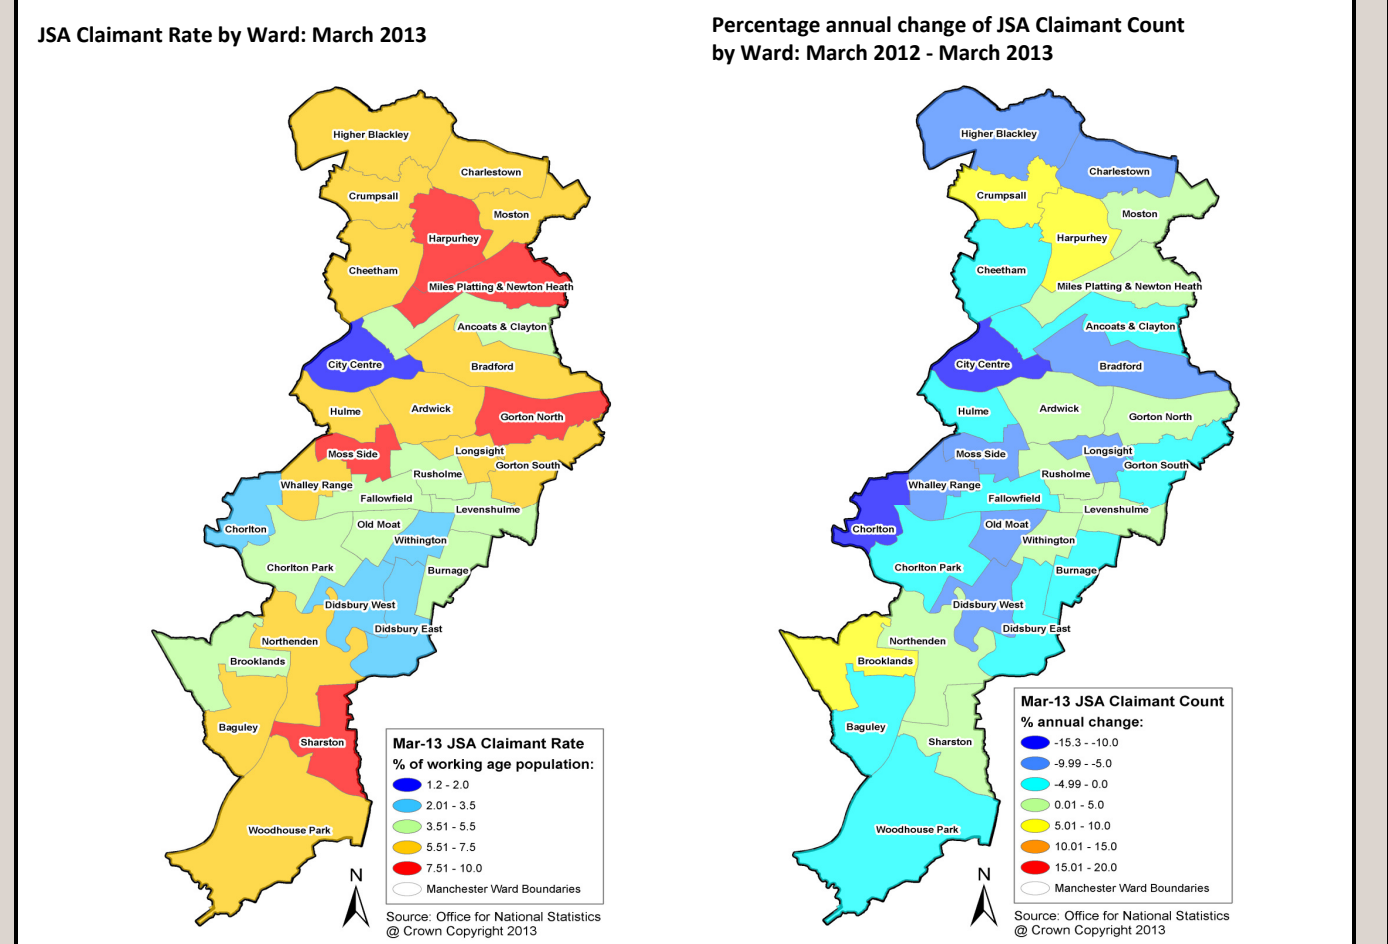 JSA Claimant Rate by Ward: March 2013
Higher Blackley
Charlestown
Crumpsall
Moston
Harpurhey
Cheetham
Miles Platting & Newton Heath
Ancoats & Clayton
City Centre
Bradford
Hulme
Ardwick
Gorton North
Moss Side
Longsight
Gorton South
Rusholme
Whalley Range
Fallowfield
Levenshulme
Chorlton
Old Moat
Withington
Chorlton Park
Burnage
Didsbury West
Didsbury East
Northenden
Brooklands
Baguley
Sharston
Woodhouse Park
Mar-13 JSA Claimant Rate
% of working age population:
1.2 - 2.0
2.01 - 3.5
3.51 - 5.5
5.51 - 7.5
7.51 - 10.0
Manchester Ward Boundaries
N
Source: Office for National Statistics
@ Crown Copyright 2013
Percentage annual change of JSA Claimant Count
by Ward: March 2012 - March 2013
Higher Blackley
Charlestown
Crumpsall
Moston
Harpurhey
Cheetham
Miles Platting & Newton Heath
Ancoats & Clayton
City Centre
Bradford
Hulme
Ardwick
Gorton North
Moss Side
Longsight
Gorton South
Rusholme
Whalley Range
Fallowfield
Levenshulme
Chorlton
Old Moat
Withington
Chorlton Park
Burnage
Didsbury West
Didsbury East
Northenden
Brooklands
Baguley
Sharston
Woodhouse Park
Mar-13 JSA Claimant Count
% annual change:
-15.3 - -10.0
-9.99 - -5.0
-4.99 - 0.0
0.01 - 5.0
5.01 - 10.0
10.01 - 15.0
15.01 - 20.0
Manchester Ward Boundaries
N
Source: Office for National Statistics
@ Crown Copyright 2013